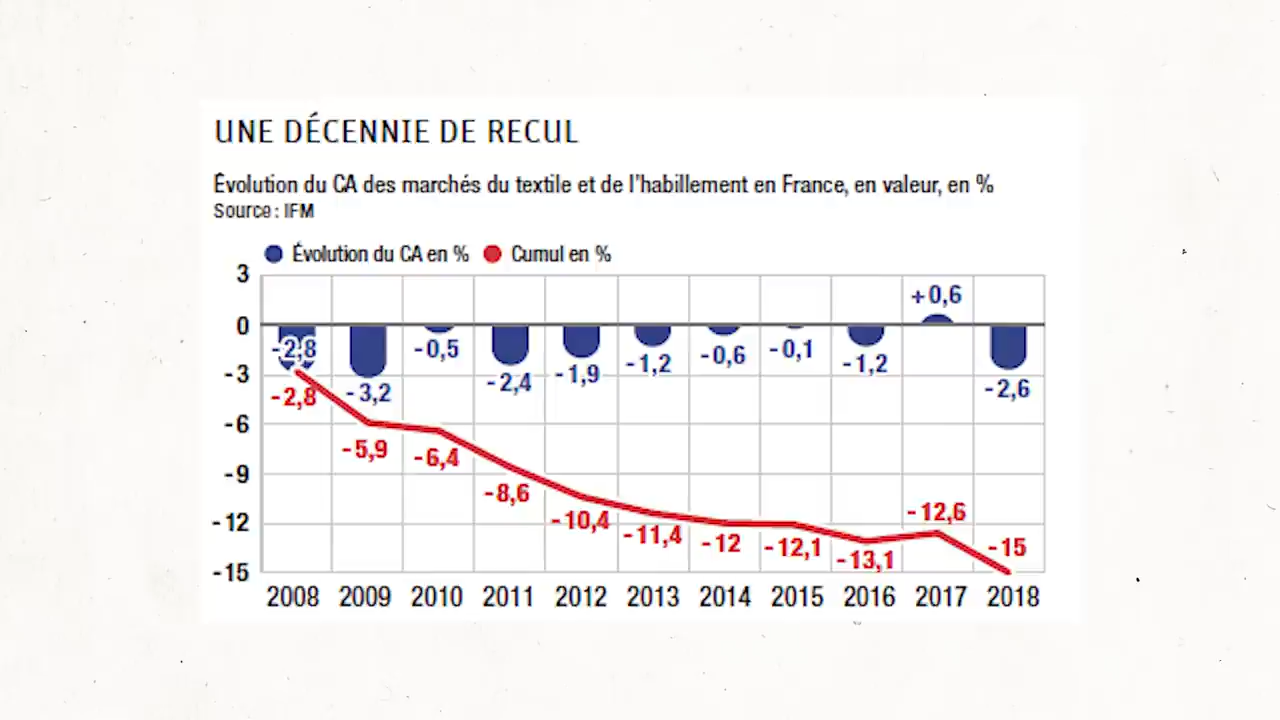 UNE DÉCENNIE DE RECUL
Évolution du CA des marchés du textile et de l'habillement en France, en valeur, en %
Source : IFM
Évolution du CA en % Cumul en %
3
+0,6
0
-2,8 -3,2 -0,5 -2,4 -1,9 -1,2 -0,6 -0,1 -1,2 -2,6
-3
-2,8
-6
-5,9 -6,4
-9
-8,6
-12
-10,4 -11,4 -12 -12,1 -13,1 -12,6 -15
-15
2008 2009 2010 2011 2012 2013 2014 2015 2016 2017 2018